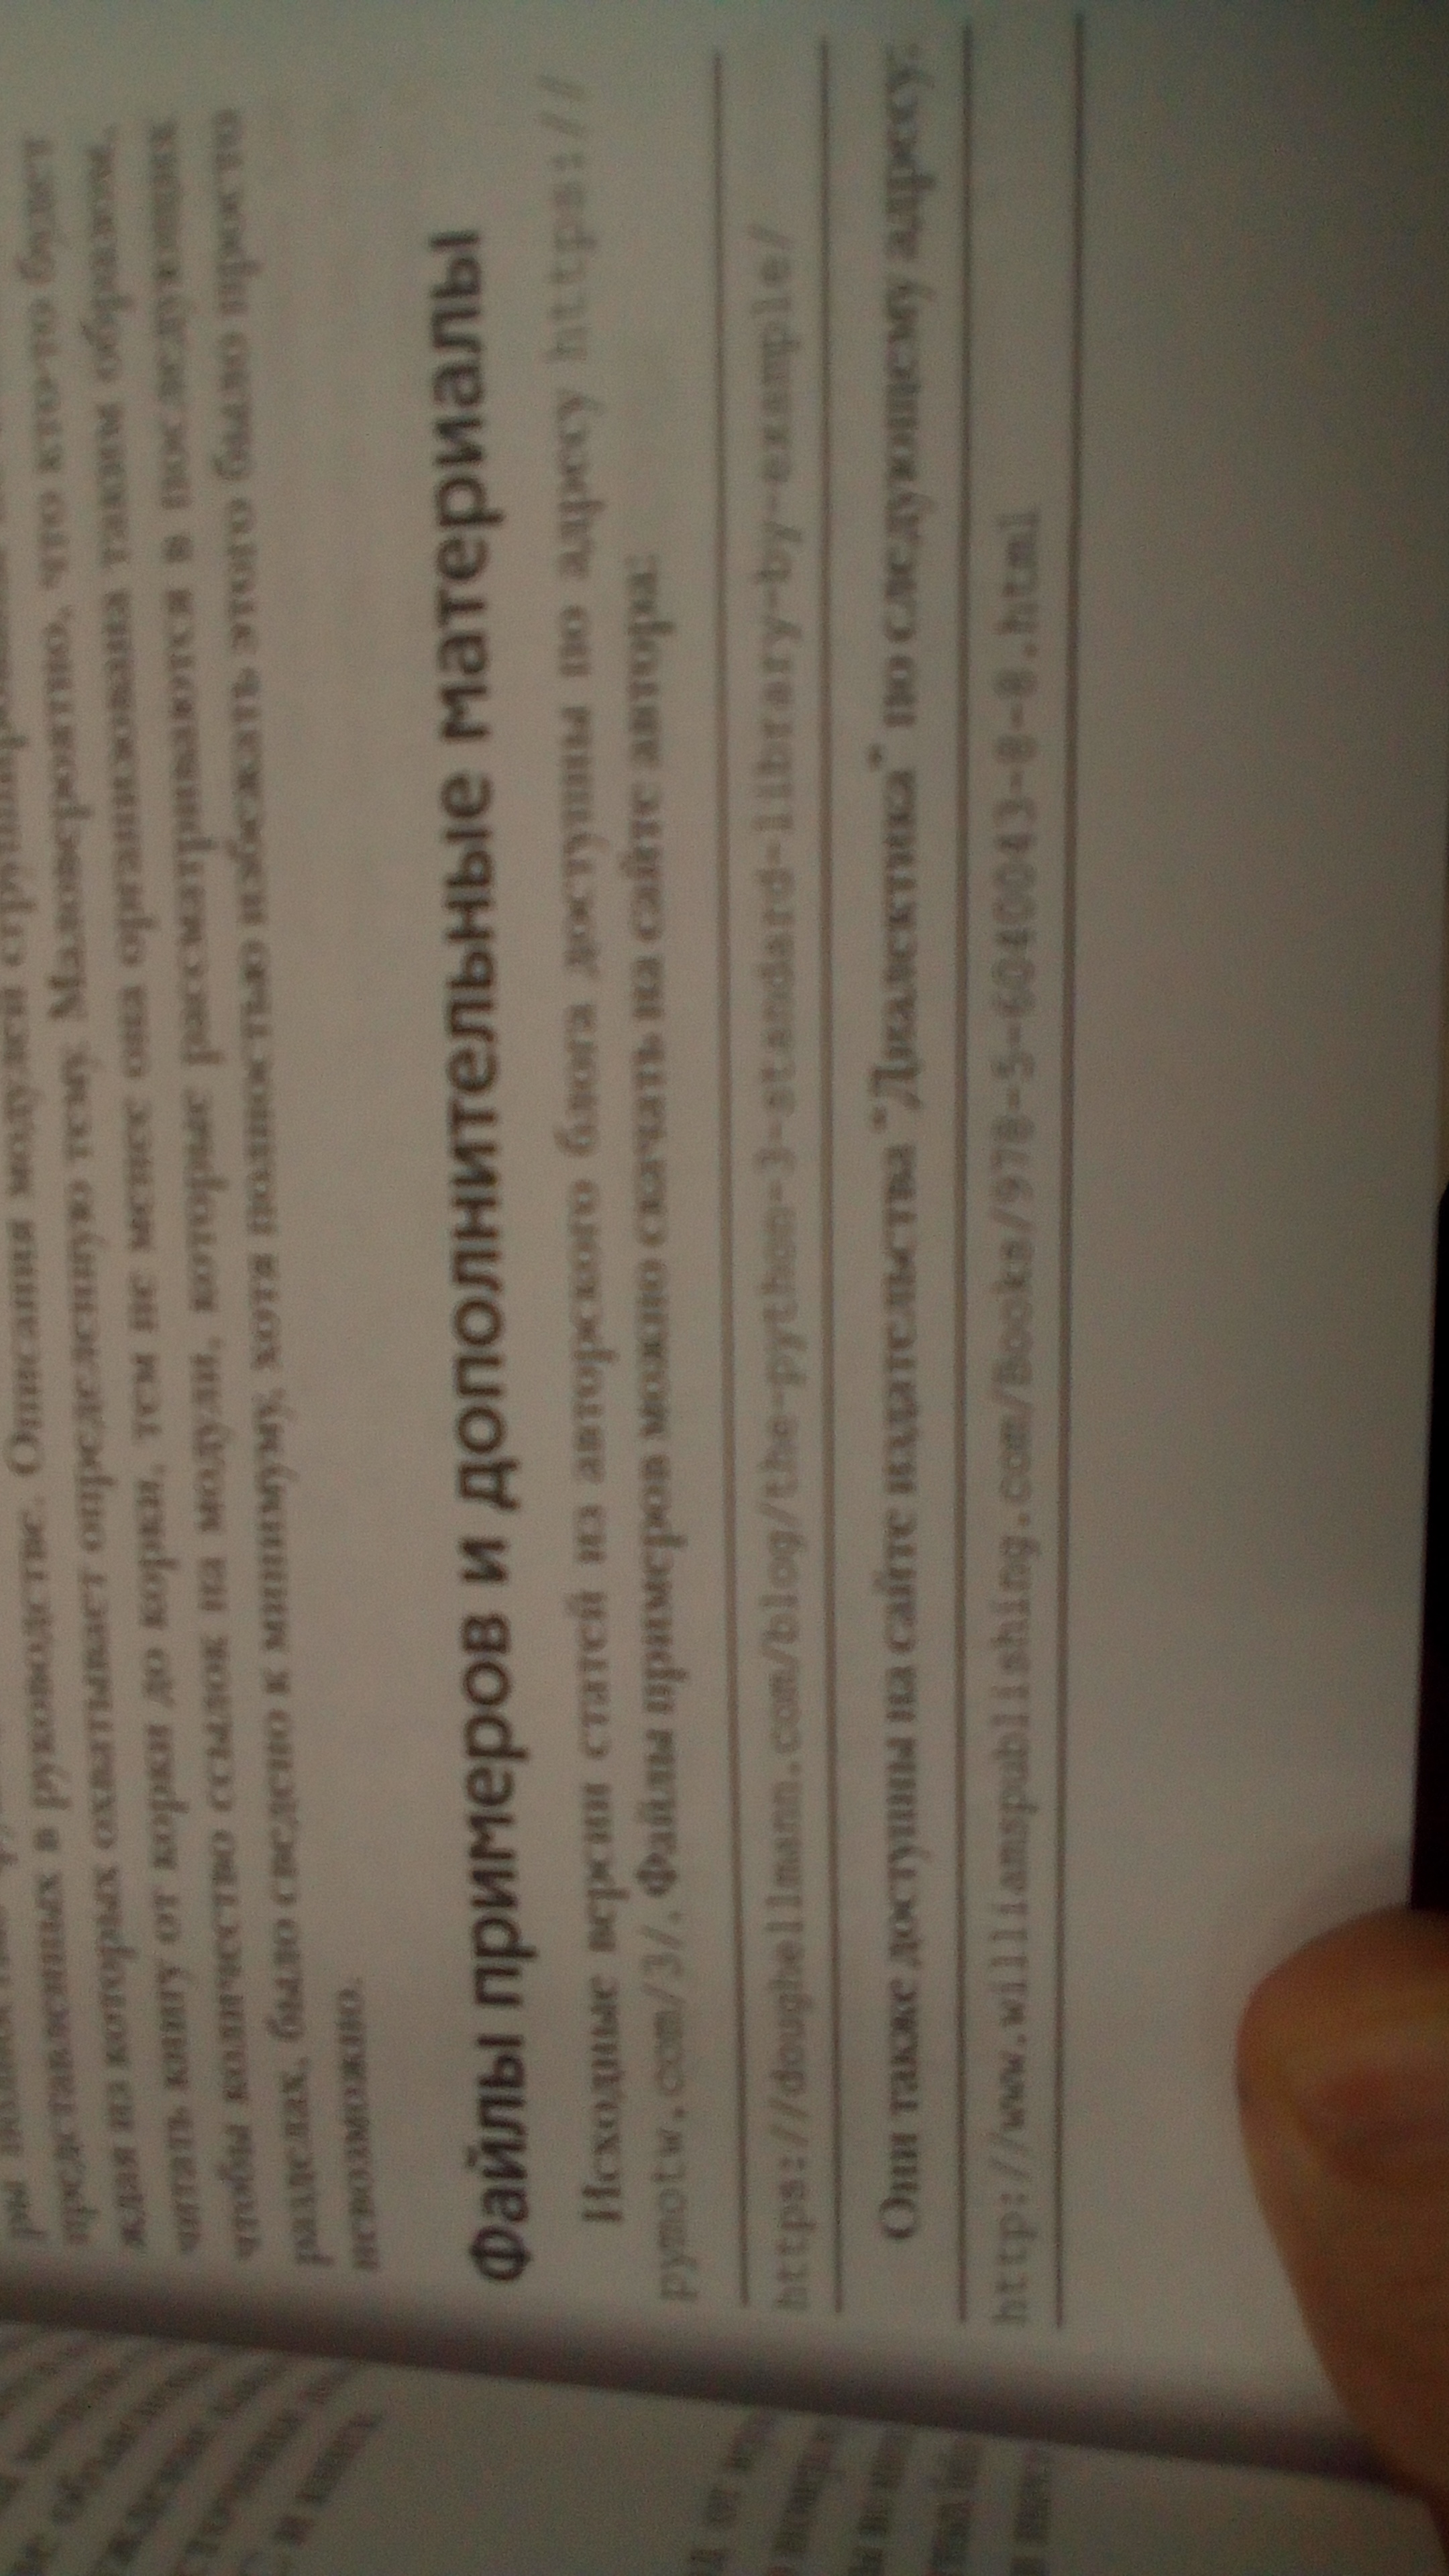 представленных в руководстве. Описания модулей
ждая из которых охватывает определенную тему. Маловероятно, что кто-то будет
читать книгу от корки до корки, тем не менее она организована таким образом,
чтобы количество ссылок на модули, которые рассматриваются в последующих
разделах, было сведено к минимуму, хотя полностью избежать этого было просто
невозможно.
Файлы примеров и дополнительные материалы
Исходные версии статей из авторского блога доступны по адресу https://
pymotw.com/3/. Файлы примеров можно скачать на сайте автора:
https://doughellmann.com/blog/the-python-3-standard-library-by-example/
Они также доступны на сайте издательства “Диалектика” по следующему адресу:
http://www.williamspublishing.com/Books/978-5-6040043-8-8.html